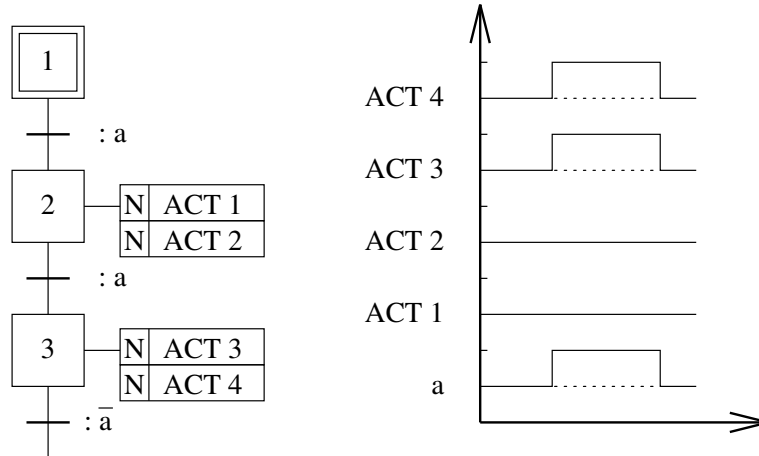 1
: a
2
N ACT 1
N ACT 2
: a
3
N ACT 3
N ACT 4
: a̅
ACT 4
ACT 3
ACT 2
ACT 1
a